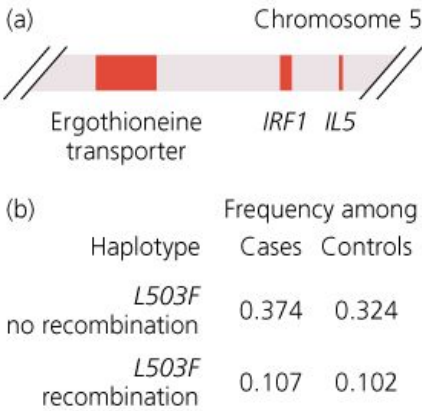 (a) Chromosome 5
Ergothioneine IRF1 IL5
transporter
(b) Frequency among
Haplotype Cases Controls
L503F
no recombination 0.374 0.324
L503F
recombination 0.107 0.102